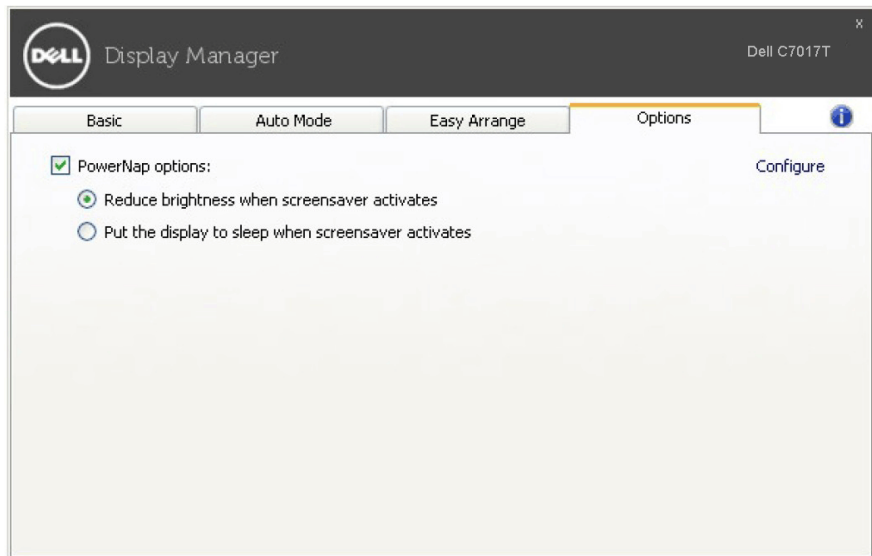 x
DELL
Display Manager
Dell C7017T
Basic
Auto Mode
Easy Arrange
Options
i
PowerNap options:
Configure
Reduce brightness when screensaver activates
Put the display to sleep when screensaver activates